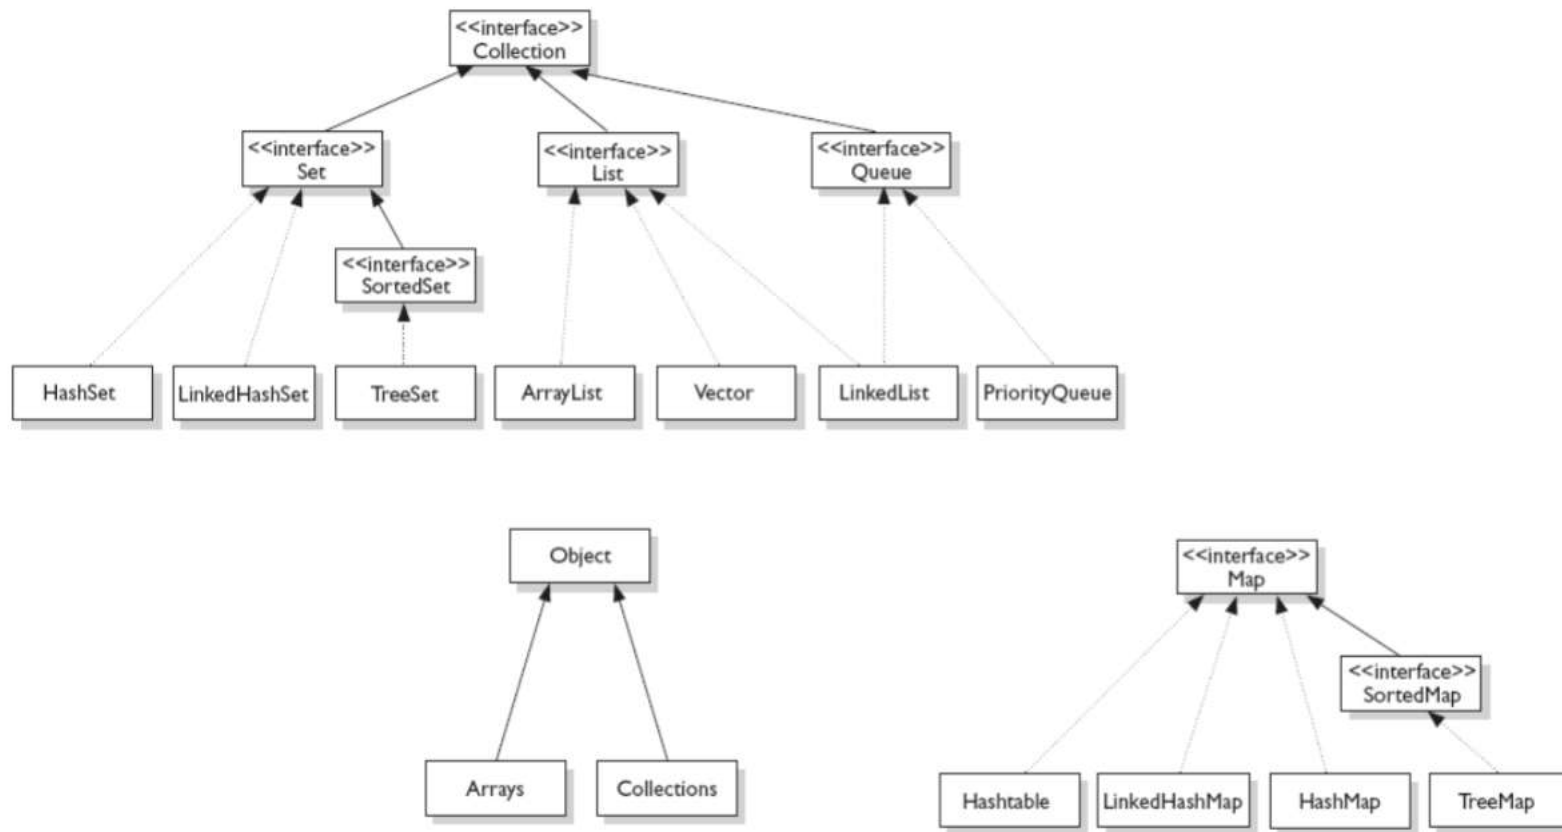 <<interface>>
Collection
<<interface>>
Set
<<interface>>
List
<<interface>>
Queue
<<interface>>
SortedSet
HashSet
LinkedHashSet
TreeSet
ArrayList
Vector
LinkedList
PriorityQueue
Object
<<interface>>
Map
<<interface>>
SortedMap
Arrays
Collections
Hashtable
LinkedHashMap
HashMap
TreeMap